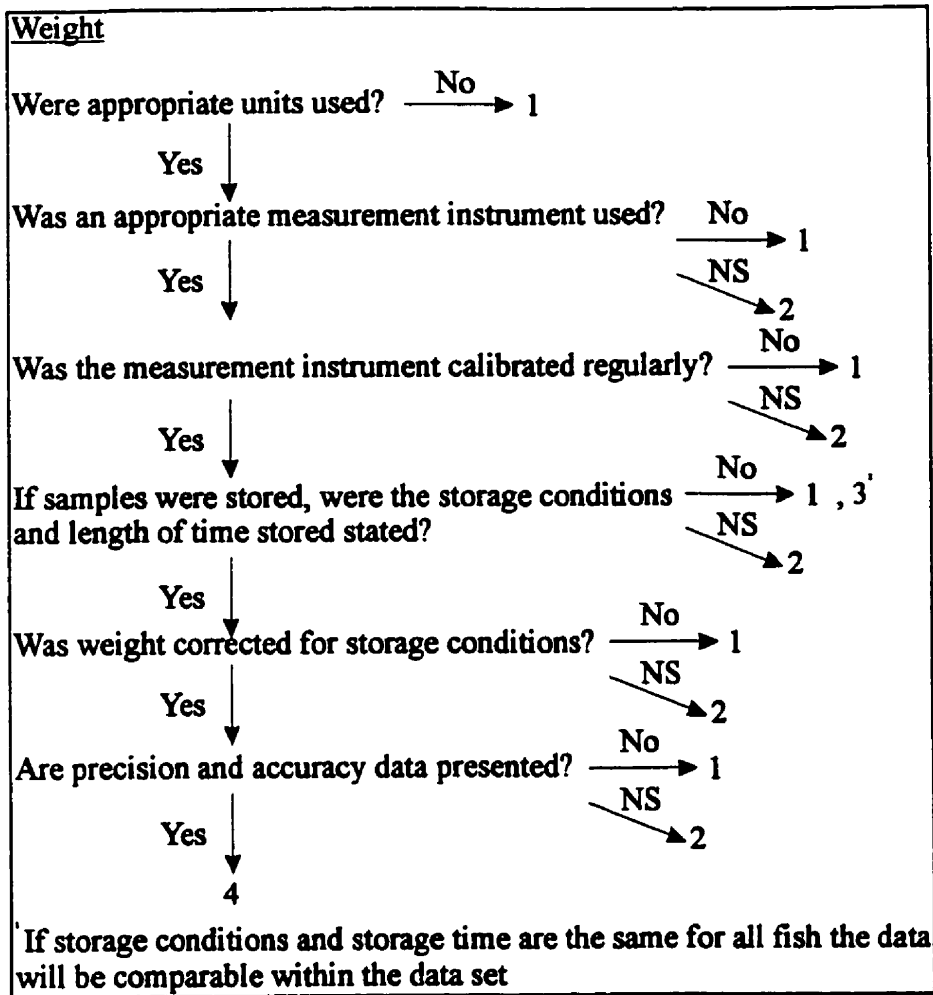 Weight
Were appropriate units used? No 1
Yes
Was an appropriate measurement instrument used? No 1
Yes NS 2
Was the measurement instrument calibrated regularly? No 1
Yes NS 2
If samples were stored, were the storage conditions No 1 , 3'
and length of time stored stated? NS 2
Yes
Was weight corrected for storage conditions? No 1
Yes NS 2
Are precision and accuracy data presented? No 1
Yes NS 2
4
'If storage conditions and storage time are the same for all fish the data
will be comparable within the data set